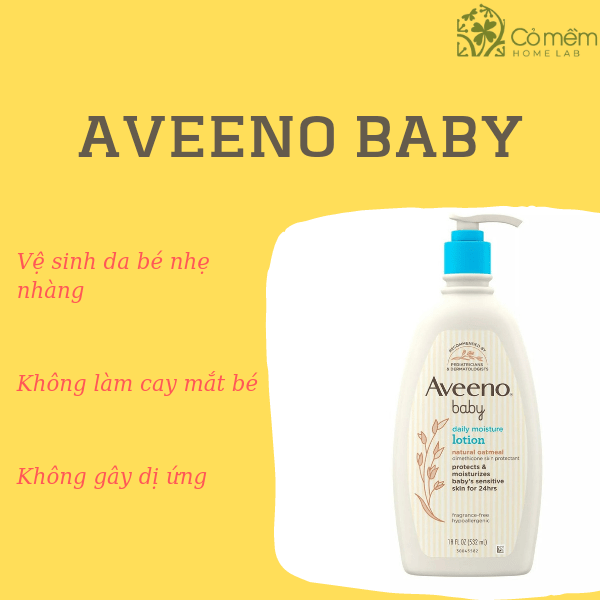 Cỏ mềm
HOME LAB
AVEENO BABY
Vệ sinh da bé nhẹ
nhàng
Không làm cay mắt bé
Không gây dị ứng
RECOMMENDED BY
PEDIATRICIANS
& DERMATOLOGISTS
Aveeno®
baby
daily moisture
lotion
natural oatmeal
dimethicone skin protectant
protects &
moisturizes
baby's sensitive
skin for 24hrs
fragrance-free
hypoallergenic
18 FL OZ (532 mL)